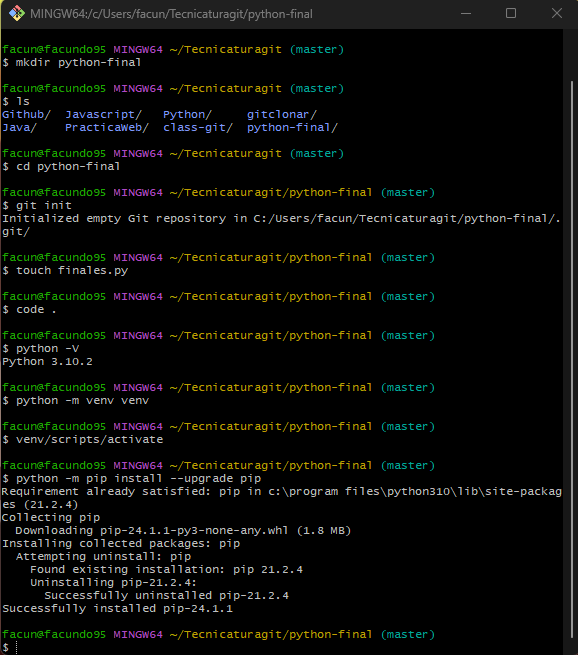 MINGW64:/c/Users/facun/Tecnicaturagit/python-final
facun@facundo95 MINGW64 ~/Tecnicaturagit (master)
$ mkdir python-final
facun@facundo95 MINGW64 ~/Tecnicaturagit (master)
$ ls
Github/  Javascript/   Python/     gitclonar/
Java/    PracticaWeb/  class-git/  python-final/
facun@facundo95 MINGW64 ~/Tecnicaturagit (master)
$ cd python-final
facun@facundo95 MINGW64 ~/Tecnicaturagit/python-final (master)
$ git init
Initialized empty Git repository in C:/Users/facun/Tecnicaturagit/python-final/.
git/
facun@facundo95 MINGW64 ~/Tecnicaturagit/python-final (master)
$ touch finales.py
facun@facundo95 MINGW64 ~/Tecnicaturagit/python-final (master)
$ code .
facun@facundo95 MINGW64 ~/Tecnicaturagit/python-final (master)
$ python -V
Python 3.10.2
facun@facundo95 MINGW64 ~/Tecnicaturagit/python-final (master)
$ python -m venv venv
facun@facundo95 MINGW64 ~/Tecnicaturagit/python-final (master)
$ venv/scripts/activate
facun@facundo95 MINGW64 ~/Tecnicaturagit/python-final (master)
$ python -m pip install --upgrade pip
Requirement already satisfied: pip in c:\program files\python310\lib\site-packag
es (21.2.4)
Collecting pip
  Downloading pip-24.1.1-py3-none-any.whl (1.8 MB)
Installing collected packages: pip
  Attempting uninstall: pip
    Found existing installation: pip 21.2.4
    Uninstalling pip-21.2.4:
      Successfully uninstalled pip-21.2.4
Successfully installed pip-24.1.1
facun@facundo95 MINGW64 ~/Tecnicaturagit/python-final (master)
$